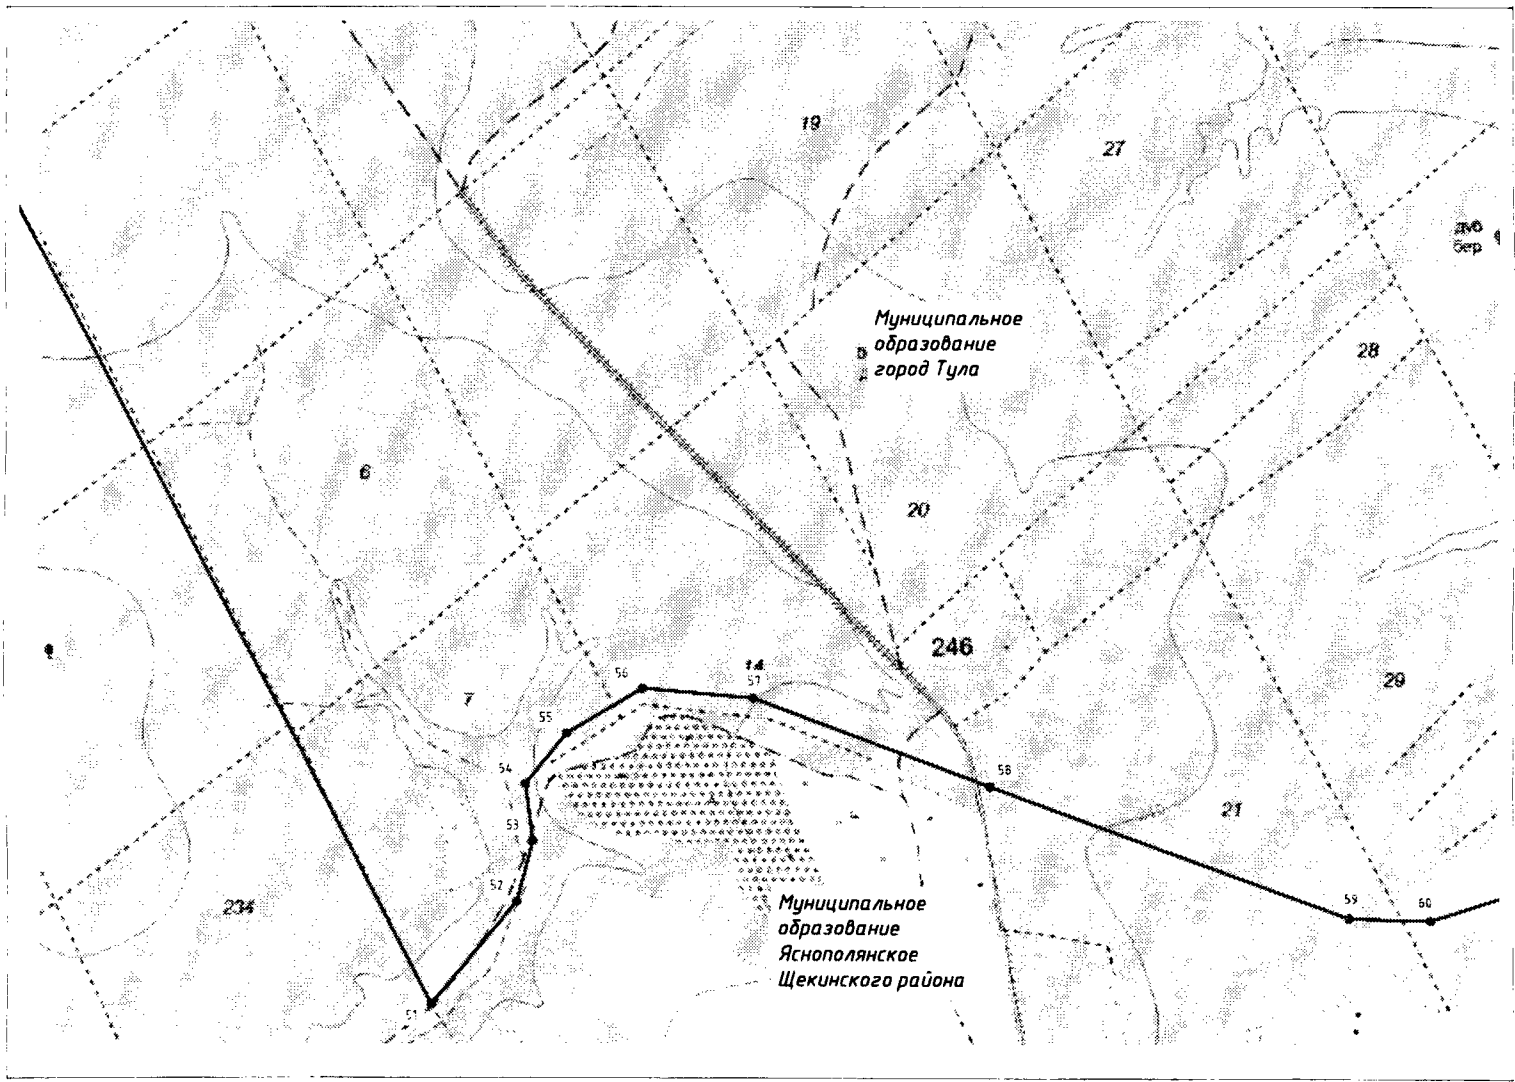 19
27
дуб
бер
Муниципальное
образование
город Тула
28
6
20
246
14
56
57
29
7
55
54
58
53
21
52
234
Муниципальное
образование
Яснополянское
Щекинского района
59
60
51